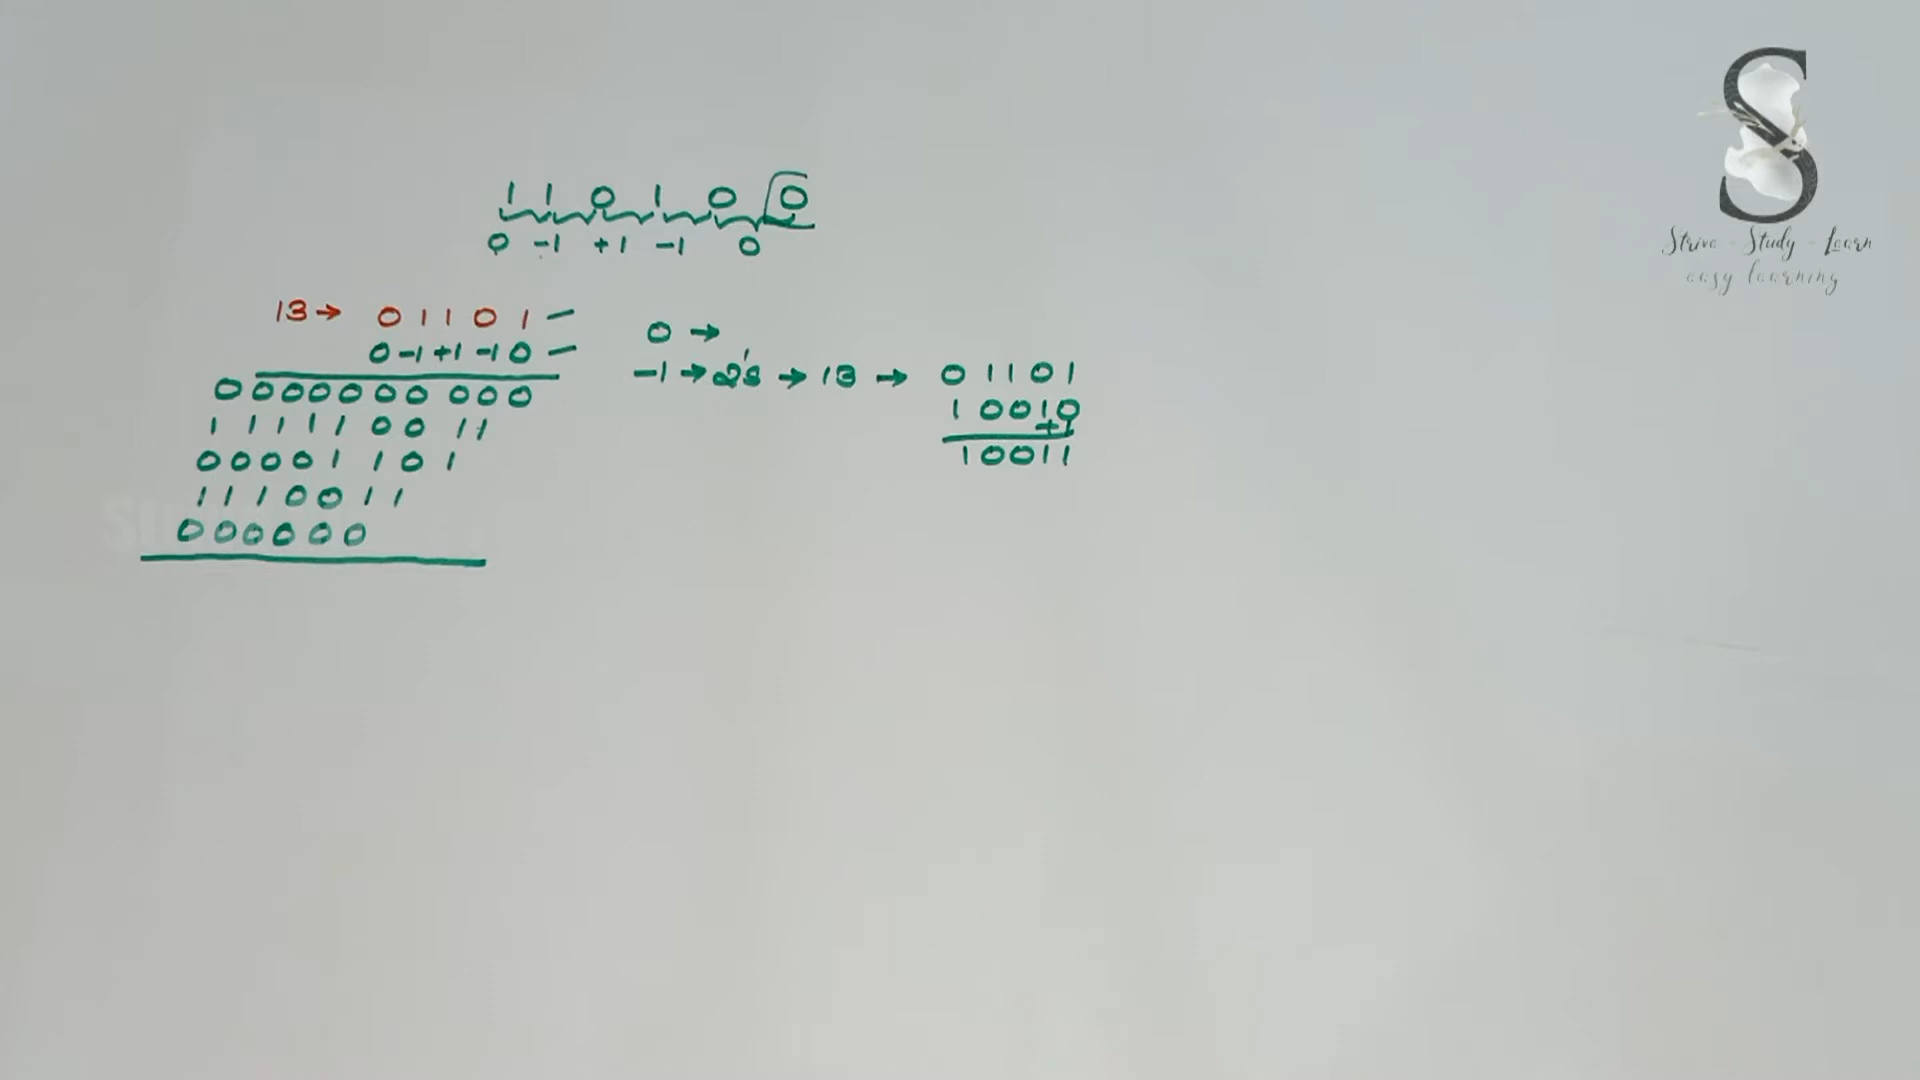 1 1 0 1 0 0
0 -1 +1 -1 0
13→ 0 1 1 0 1 –
0 -1 +1 -1 0 –
0 0 0 0 0 0 0 0 0 0
1 1 1 1 1 0 0 1 1
0 0 0 0 1 1 0 1
1 1 1 0 0 1 1
0 0 0 0 0 0
0 →
-1 → 2's → 13 → 0 1 1 0 1
1 0 0 1 0
+1
1 0 0 1 1
S
Strive - Study - Learn
easy learning